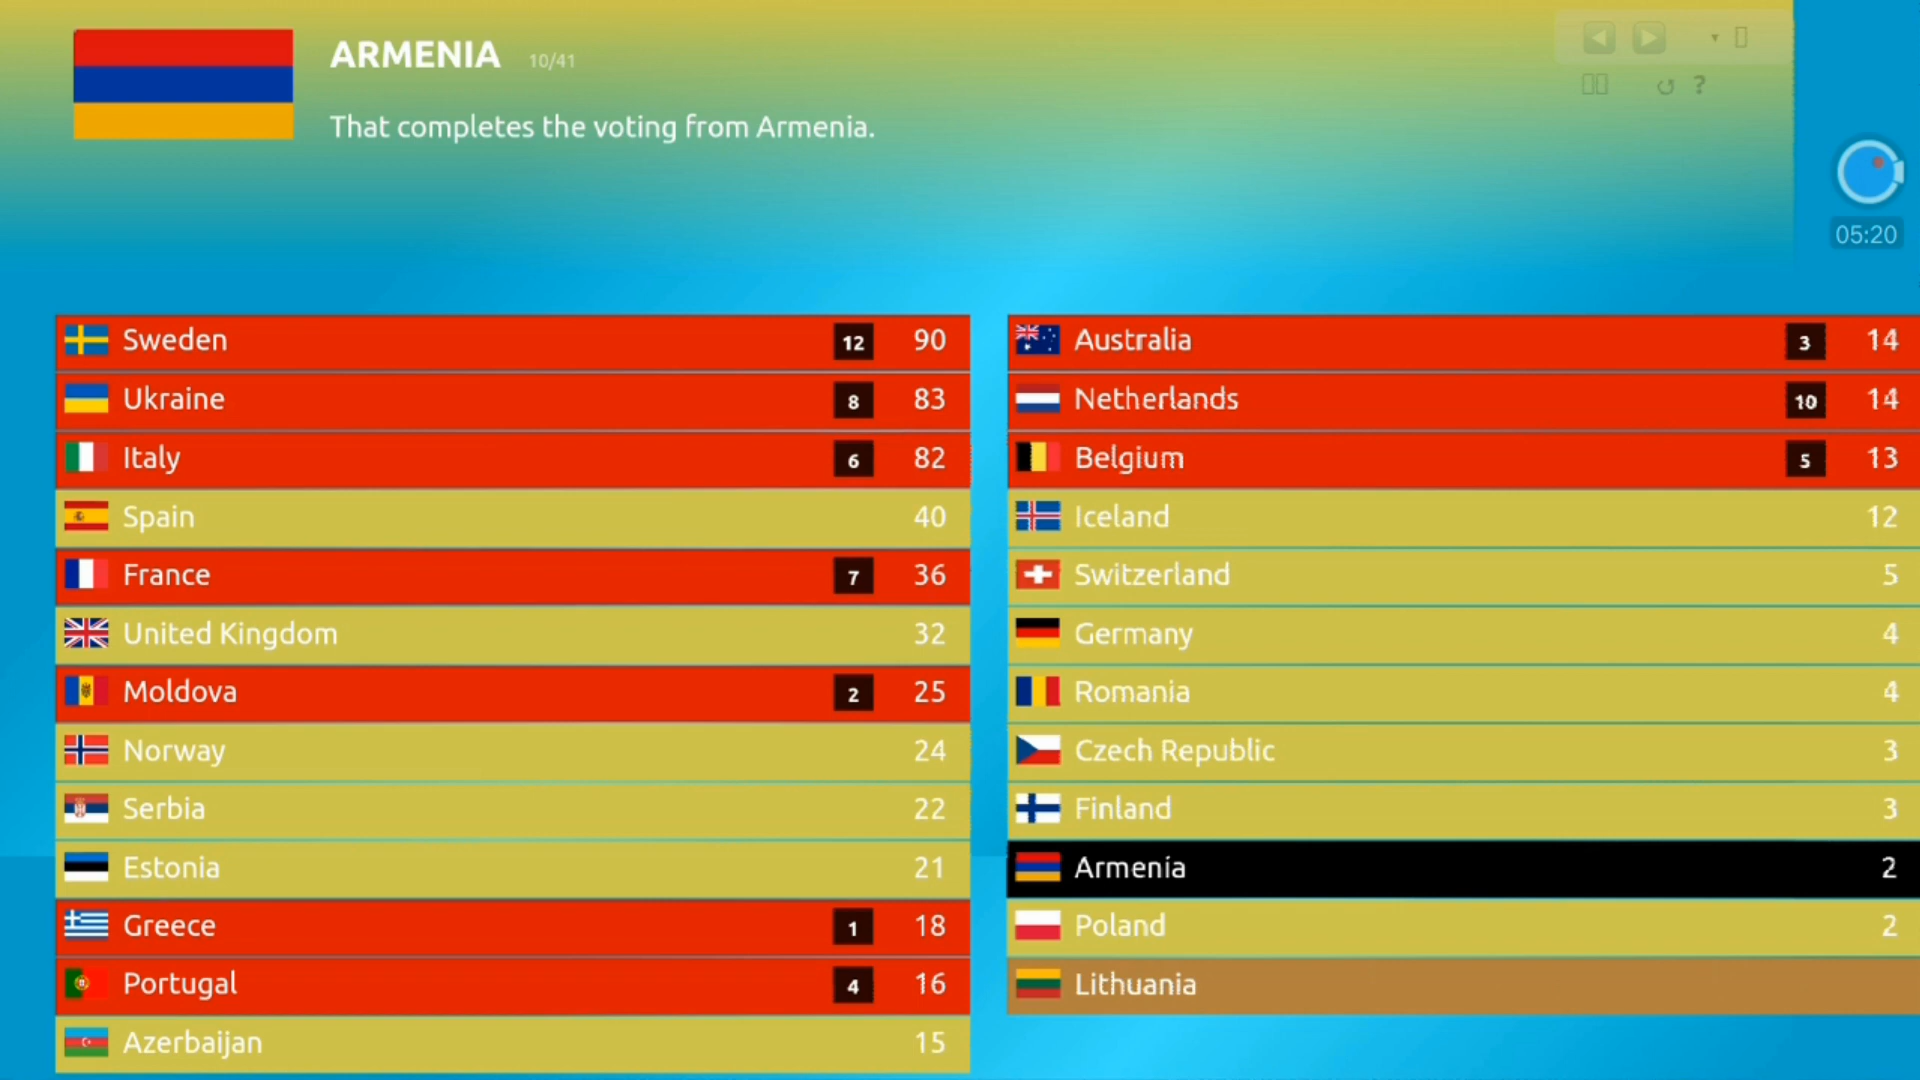 ARMENIA 10/41
That completes the voting from Armenia.
?
05:20
Sweden 12 90
Ukraine 8 83
Italy 6 82
Spain 40
France 7 36
United Kingdom 32
Moldova 2 25
Norway 24
Serbia 22
Estonia 21
Greece 1 18
Portugal 4 16
Azerbaijan 15
Australia 3 14
Netherlands 10 14
Belgium 5 13
Iceland 12
Switzerland 5
Germany 4
Romania 4
Czech Republic 3
Finland 3
Armenia 2
Poland 2
Lithuania